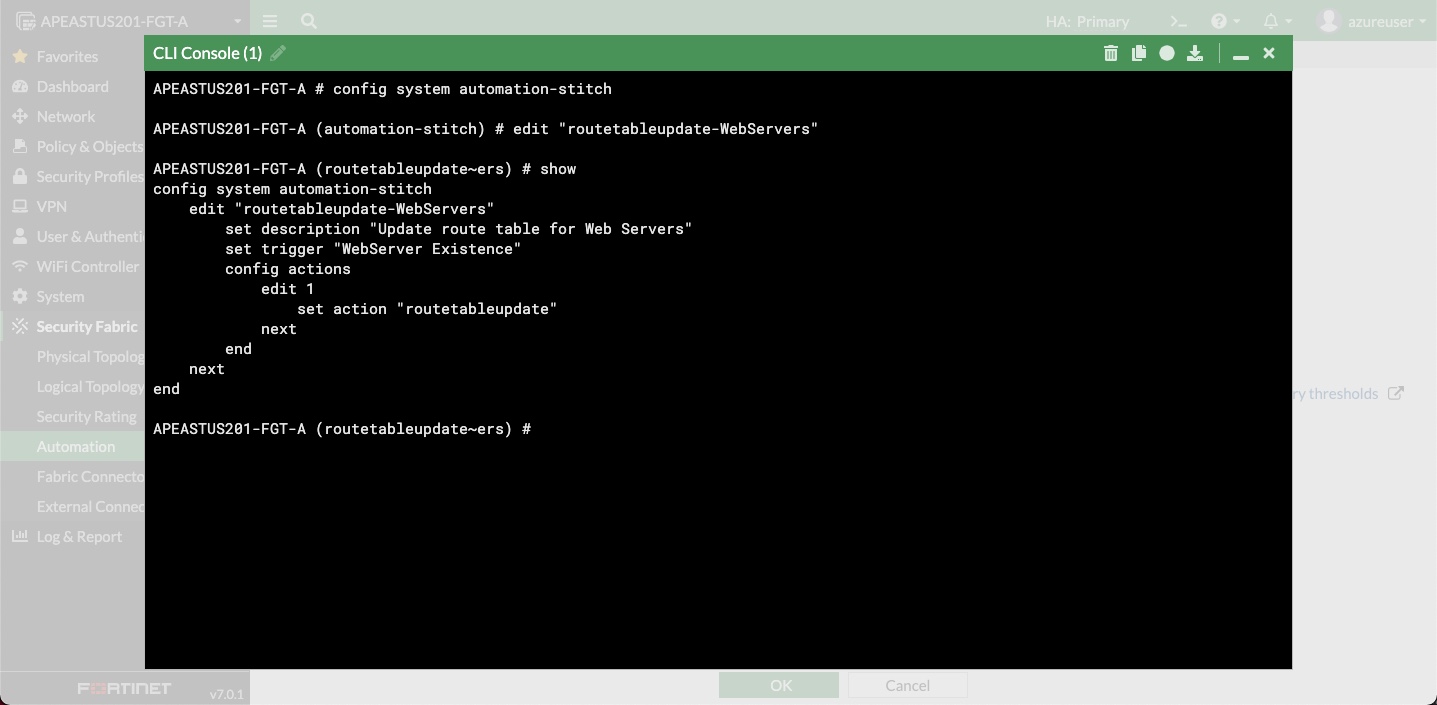 APEASTUS201-FGT-A
HA: Primary
>_
azureuser
CLI Console (1)
Favorites
Dashboard
Network
Policy & Objects
Security Profiles
VPN
User & Authenti
WiFi Controller
System
Security Fabric
Physical Topolog
Logical Topology
Security Rating
Automation
Fabric Connecto
External Connec
Log & Report
APEASTUS201-FGT-A # config system automation-stitch
APEASTUS201-FGT-A (automation-stitch) # edit "routetableupdate-WebServers"
APEASTUS201-FGT-A (routetableupdate~ers) # show
config system automation-stitch
edit "routetableupdate-WebServers"
set description "Update route table for Web Servers"
set trigger "WebServer Existence"
config actions
edit 1
set action "routetableupdate"
next
end
next
end
APEASTUS201-FGT-A (routetableupdate~ers) #
ry thresholds
FORTINET
v7.0.1
OK
Cancel